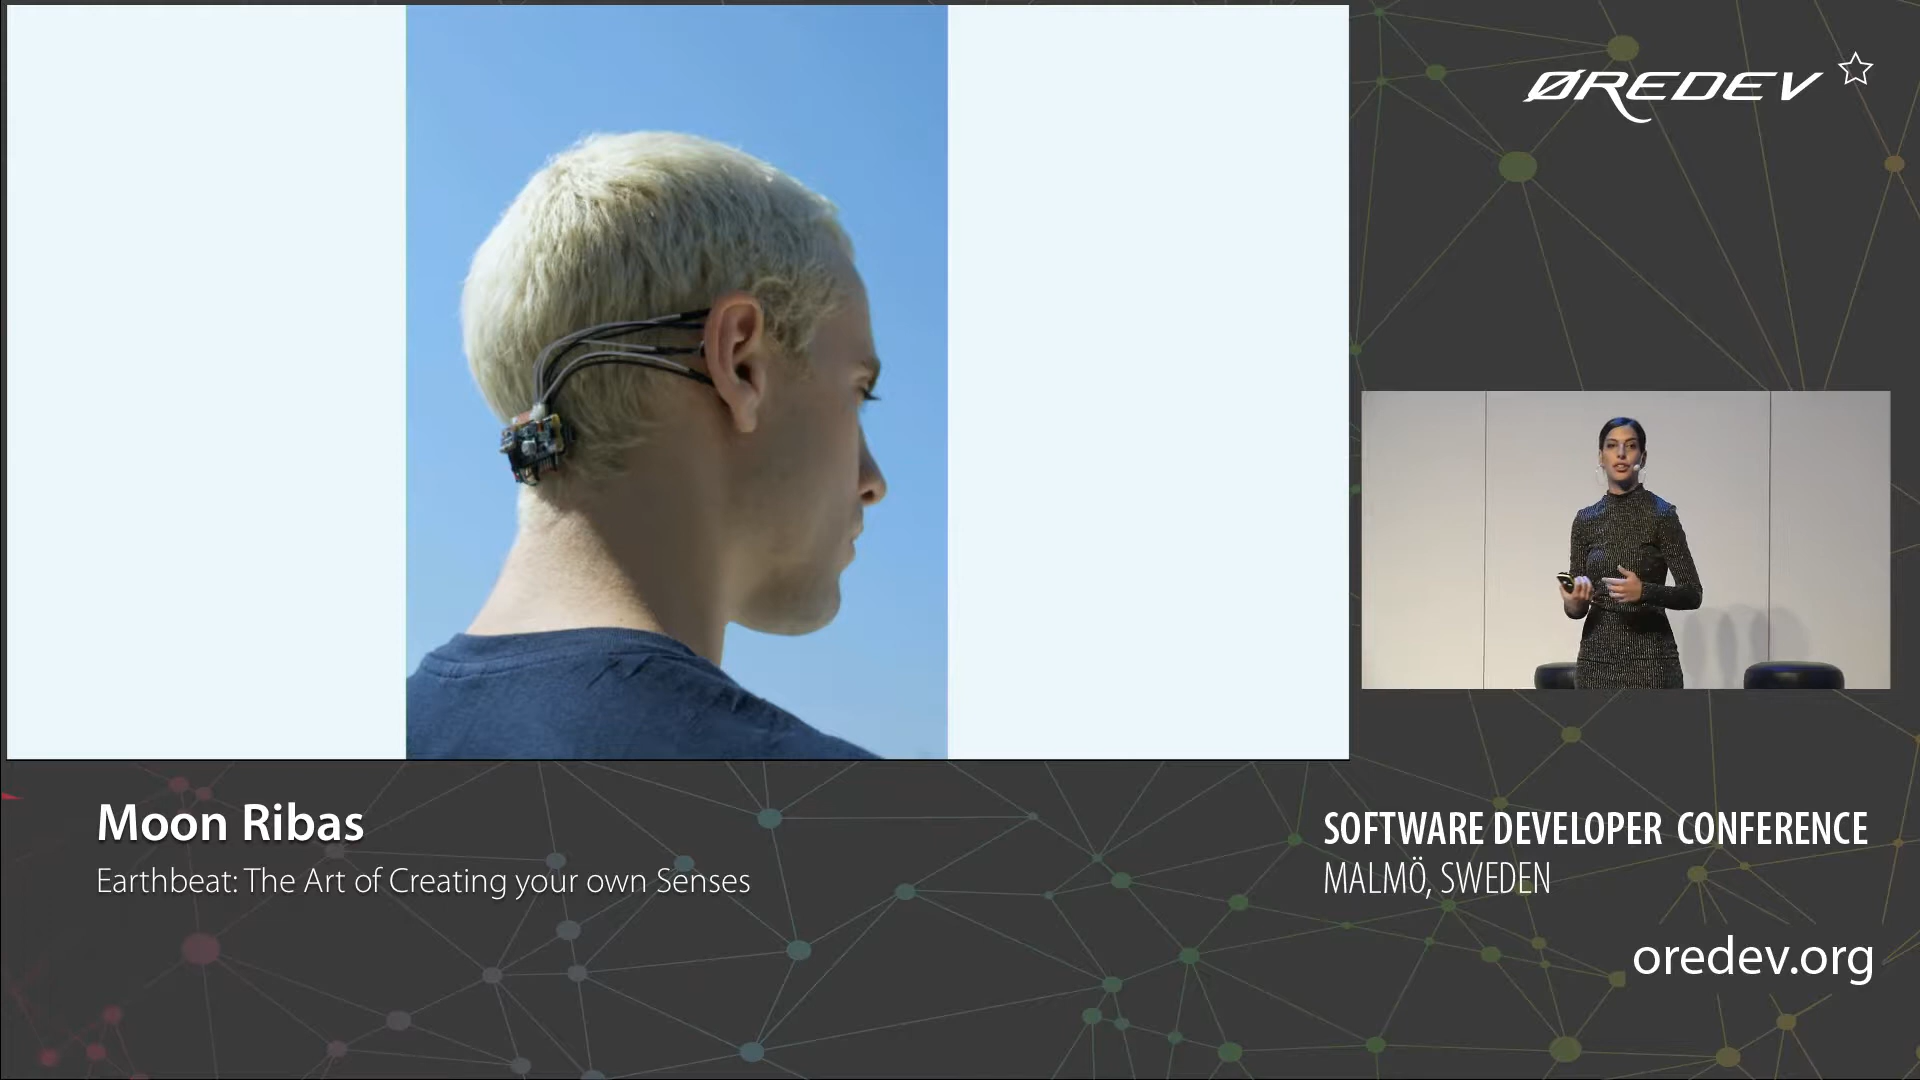 ØREDEV
Moon Ribas
Earthbeat: The Art of Creating your own Senses
SOFTWARE DEVELOPER CONFERENCE
MALMÖ, SWEDEN
oredev.org